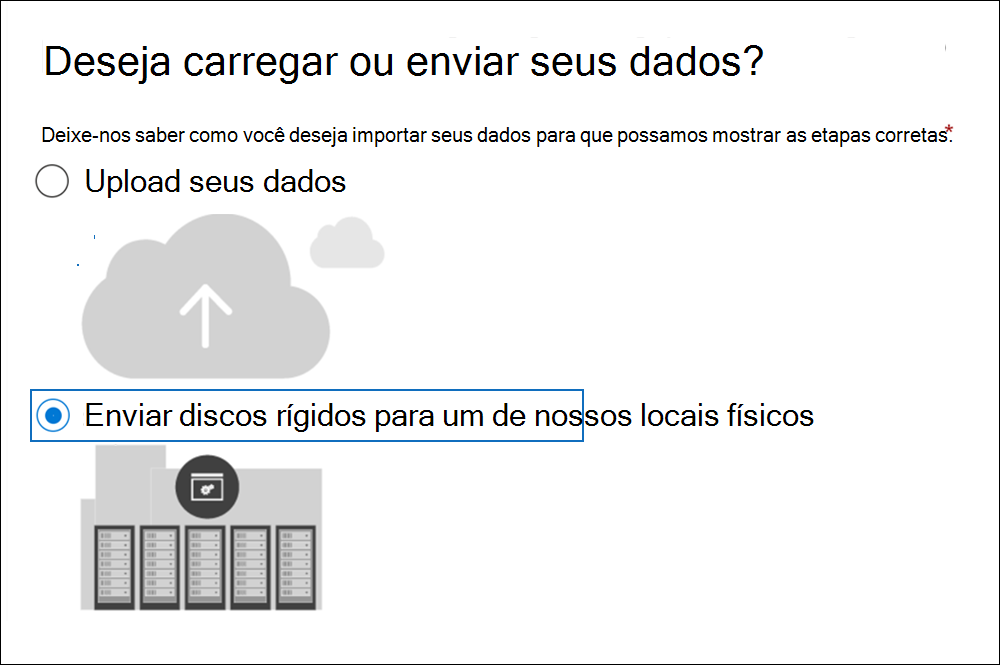 Deseja carregar ou enviar seus dados?
Deixe-nos saber como você deseja importar seus dados para que possamos mostrar as etapas corretas.*
Upload seus dados
Enviar discos rígidos para um de nossos locais físicos